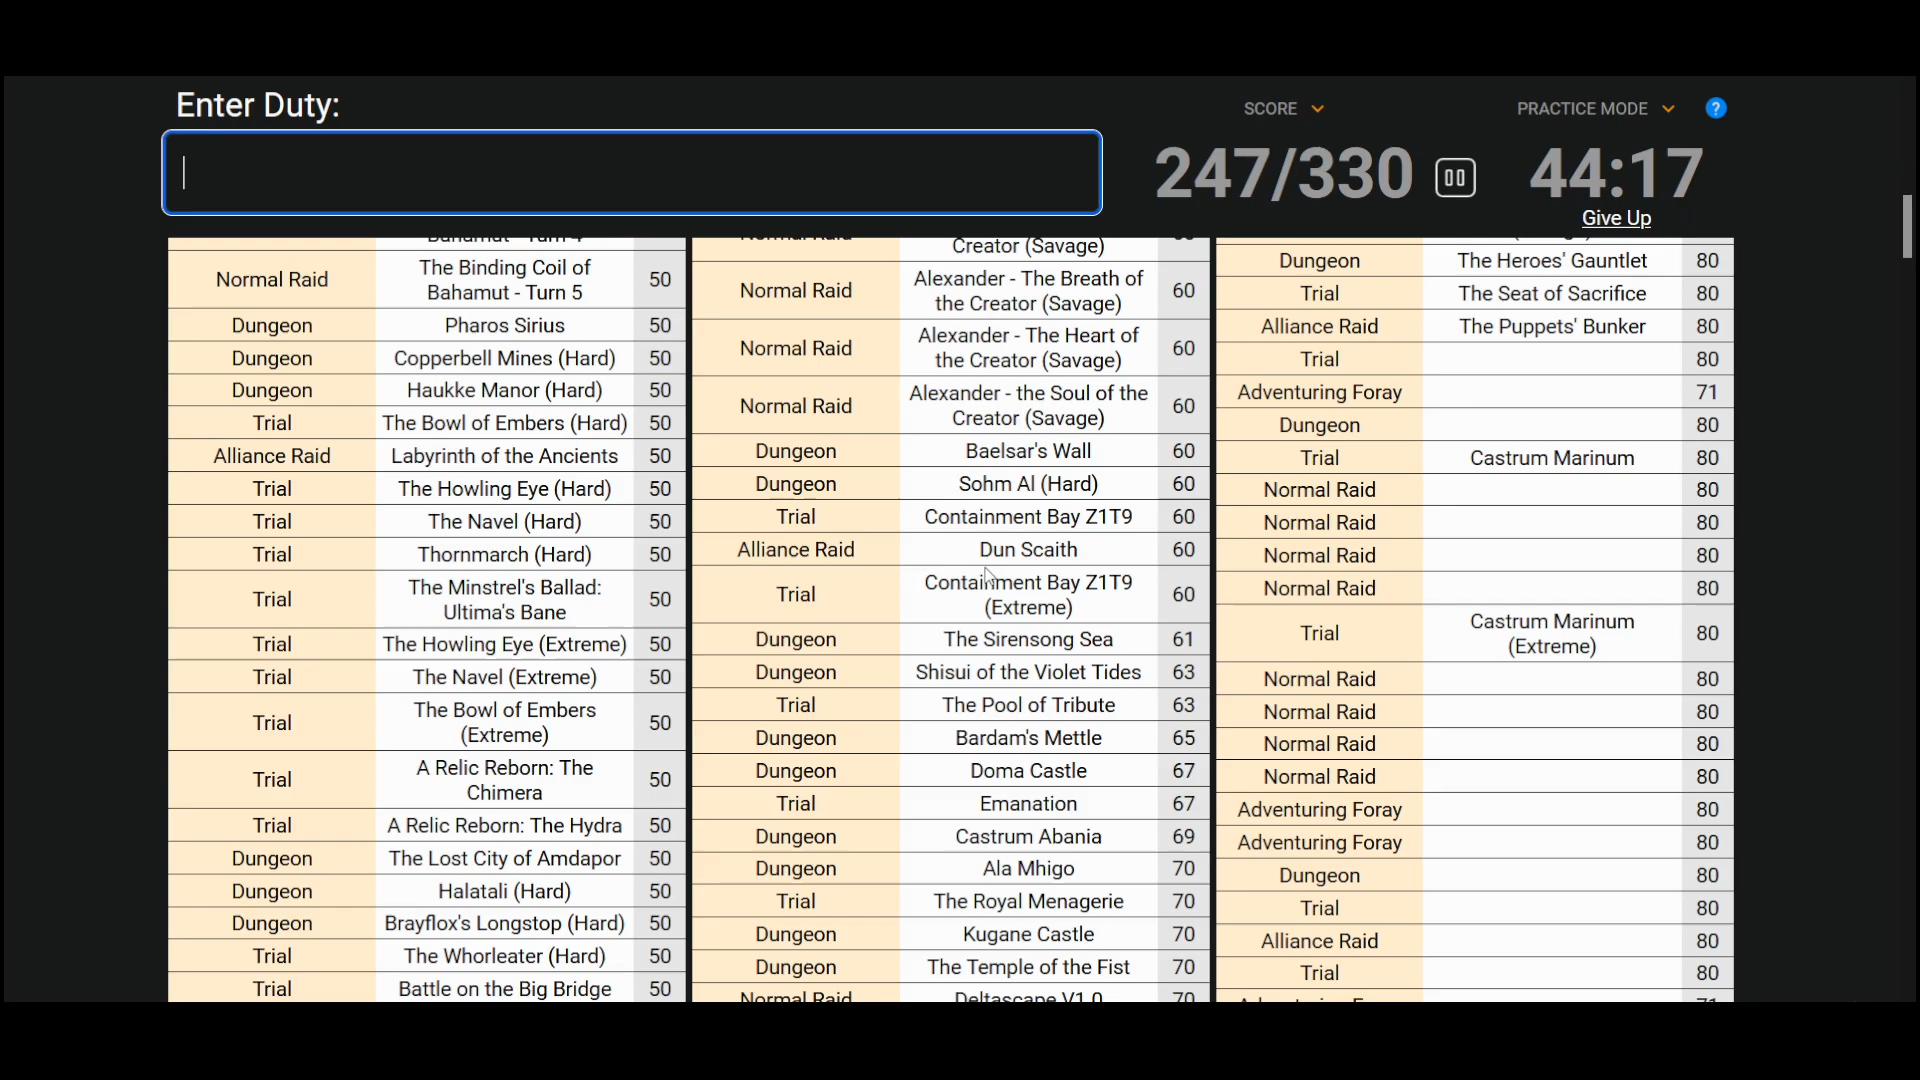 Enter Duty:
SCORE
PRACTICE MODE
?
247/330
44:17
Give Up
Normal Raid The Binding Coil of
Bahamut - Turn 5 50
Dungeon Pharos Sirius 50
Dungeon Copperbell Mines (Hard) 50
Dungeon Haukke Manor (Hard) 50
Trial The Bowl of Embers (Hard) 50
Alliance Raid Labyrinth of the Ancients 50
Trial The Howling Eye (Hard) 50
Trial The Navel (Hard) 50
Trial Thornmarch (Hard) 50
Trial The Minstrel's Ballad:
Ultima's Bane 50
Trial The Howling Eye (Extreme) 50
Trial The Navel (Extreme) 50
Trial The Bowl of Embers
(Extreme) 50
Trial A Relic Reborn: The
Chimera 50
Trial A Relic Reborn: The Hydra 50
Dungeon The Lost City of Amdapor 50
Dungeon Halatali (Hard) 50
Dungeon Brayflox's Longstop (Hard) 50
Trial The Whorleater (Hard) 50
Trial Battle on the Big Bridge 50
Creator (Savage)
Normal Raid Alexander - The Breath of
the Creator (Savage) 60
Normal Raid Alexander - The Heart of
the Creator (Savage) 60
Normal Raid Alexander - the Soul of the
Creator (Savage) 60
Dungeon Baelsar's Wall 60
Dungeon Sohm Al (Hard) 60
Trial Containment Bay Z1T9 60
Alliance Raid Dun Scaith 60
Trial Containment Bay Z1T9
(Extreme) 60
Dungeon The Sirensong Sea 61
Dungeon Shisui of the Violet Tides 63
Trial The Pool of Tribute 63
Dungeon Bardam's Mettle 65
Dungeon Doma Castle 67
Trial Emanation 67
Dungeon Castrum Abania 69
Dungeon Ala Mhigo 70
Trial The Royal Menagerie 70
Dungeon Kugane Castle 70
Dungeon The Temple of the Fist 70
Normal Raid Deltascape V1.0 70
Dungeon The Heroes' Gauntlet 80
Trial The Seat of Sacrifice 80
Alliance Raid The Puppets' Bunker 80
Trial 80
Adventuring Foray 71
Dungeon 80
Trial Castrum Marinum 80
Normal Raid 80
Normal Raid 80
Normal Raid 80
Normal Raid 80
Trial Castrum Marinum
(Extreme) 80
Normal Raid 80
Normal Raid 80
Normal Raid 80
Normal Raid 80
Adventuring Foray 80
Adventuring Foray 80
Dungeon 80
Trial 80
Alliance Raid 80
Trial 80